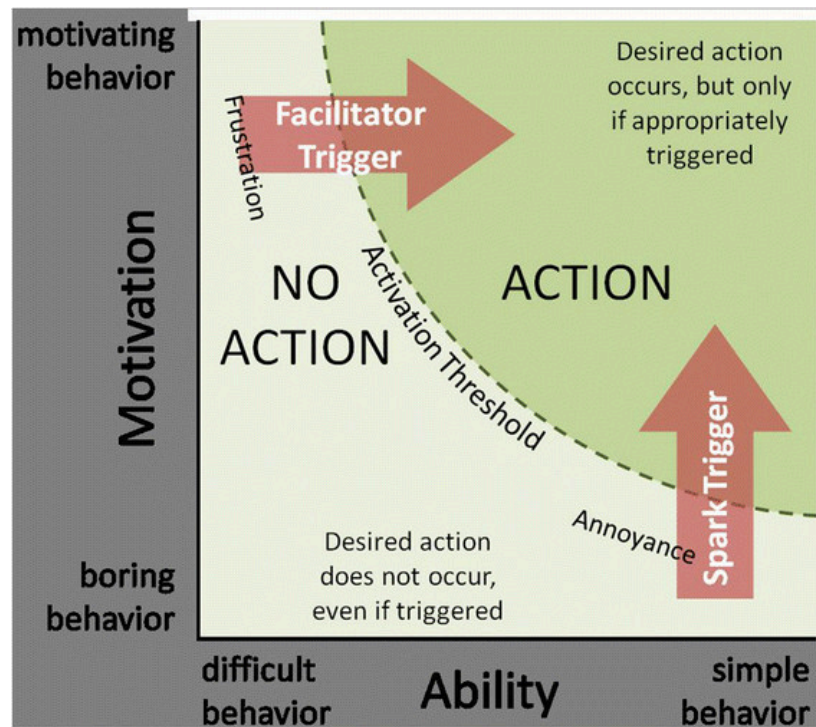 motivating
behavior
Motivation
boring
behavior
Frustration
Facilitator
Trigger
Desired action
occurs, but only
if appropriately
triggered
NO
ACTION
Activation Threshold
ACTION
Annoyance
Spark Trigger
Desired action
does not occur,
even if triggered
difficult
behavior
Ability
simple
behavior